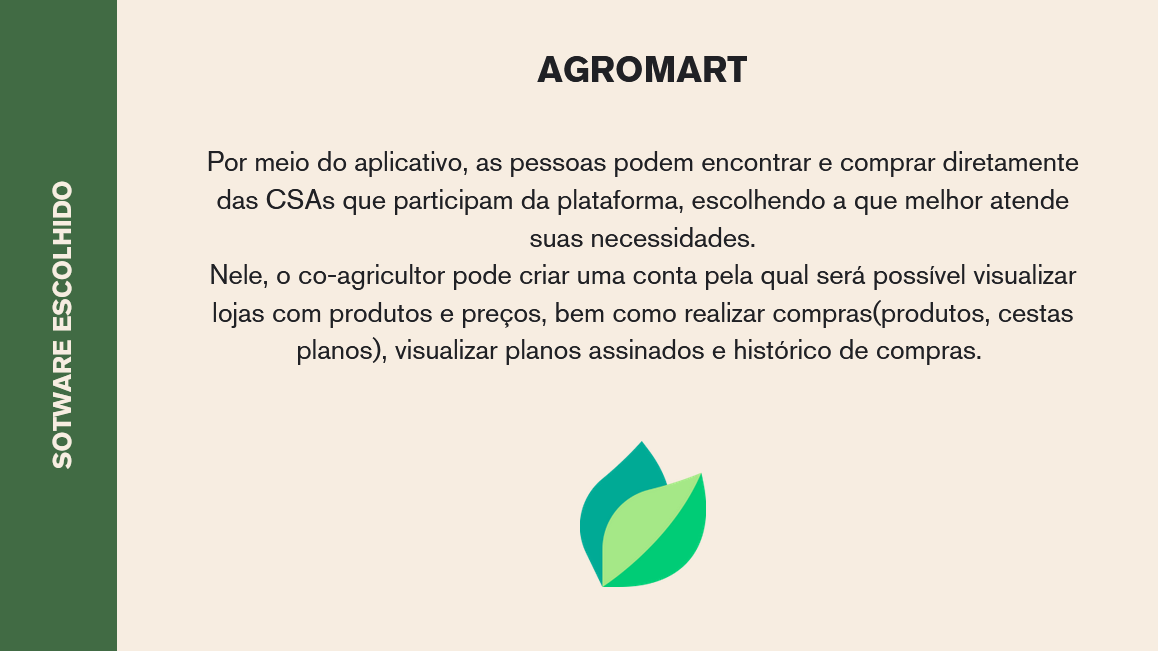 SOTWARE ESCOLHIDO
AGROMART
Por meio do aplicativo, as pessoas podem encontrar e comprar diretamente
das CSAs que participam da plataforma, escolhendo a que melhor atende
suas necessidades.
Nele, o co-agricultor pode criar uma conta pela qual será possível visualizar
lojas com produtos e preços, bem como realizar compras(produtos, cestas
planos), visualizar planos assinados e histórico de compras.